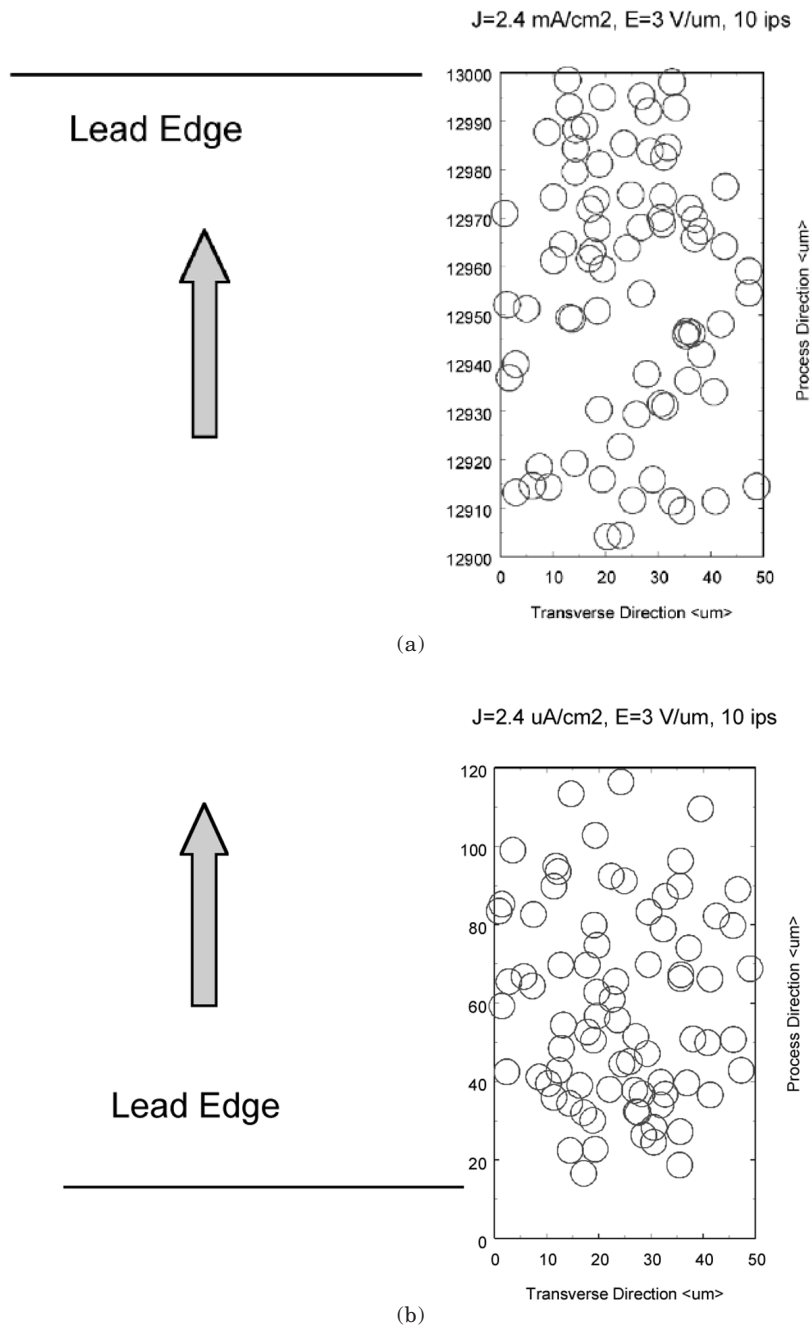 J=2.4 mA/cm2, E=3 V/um, 10 ips
Lead Edge
13000
12990
12980
12970
12960
12950
12940
12930
12920
12910
12900
0 10 20 30 40 50
Transverse Direction <um>
Process Direction <um>
(a)
J=2.4 uA/cm2, E=3 V/um, 10 ips
120
100
80
60
40
20
0
Lead Edge
0 10 20 30 40 50
Transverse Direction <um>
Process Direction <um>
(b)